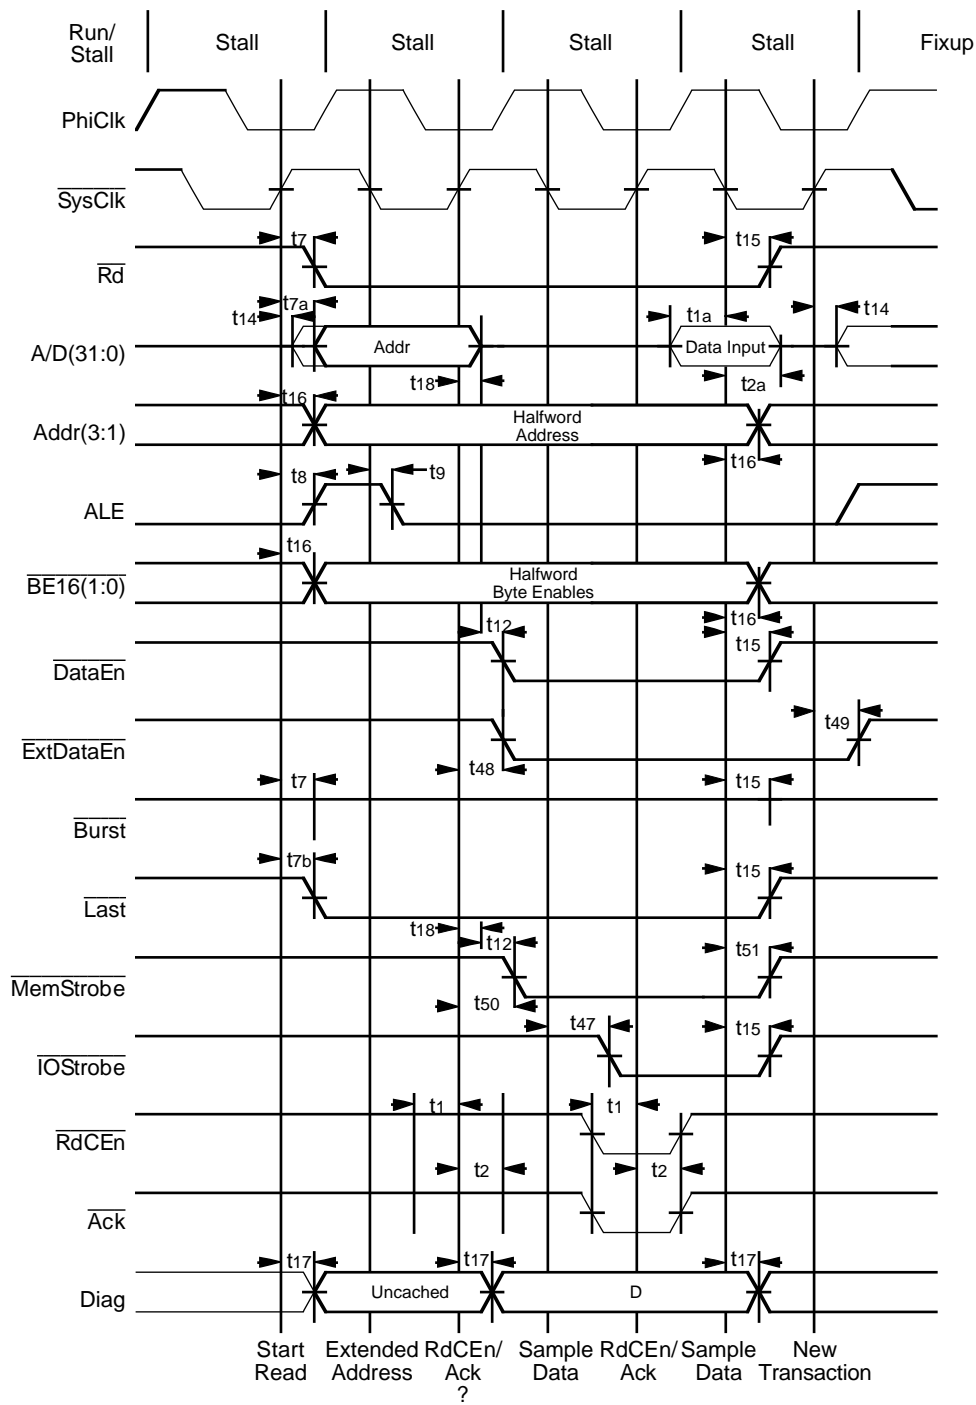 Run/
Stall
Stall
Stall
Stall
Stall
Fixup
PhiClk
SysClk
t7
t15
Rd
t7a
t14
t1a
t14
A/D(31:0)
Addr
Data Input
t18
t2a
t16
Addr(3:1)
Halfword
Address
t16
t8
t9
ALE
t16
BE16(1:0)
Halfword
Byte Enables
t16
t12
t15
DataEn
t49
ExtDataEn
t48
t7
t15
Burst
t7b
t15
Last
t18
t12
t51
MemStrobe
t50
t47
t15
IOStrobe
t1
t1
RdCEn
t2
t2
Ack
t17
t17
t17
Diag
Uncached
D
Start
Read
Extended
Address
RdCEn/
Ack
?
Sample
Data
RdCEn/
Ack
Sample
Data
New
Transaction